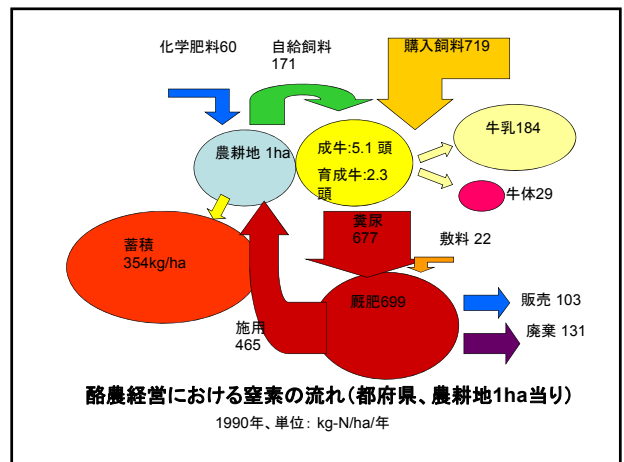 化学肥料60
自給飼料
171
購入飼料719
農耕地 1ha
成牛:5.1 頭
育成牛:2.3
頭
牛乳184
牛体29
糞尿
677
敷料 22
蓄積
354kg/ha
厩肥699
施用
465
販売 103
廃棄 131
酪農経営における窒素の流れ(都府県、農耕地1ha当り)
1990年、単位: kg-N/ha/年